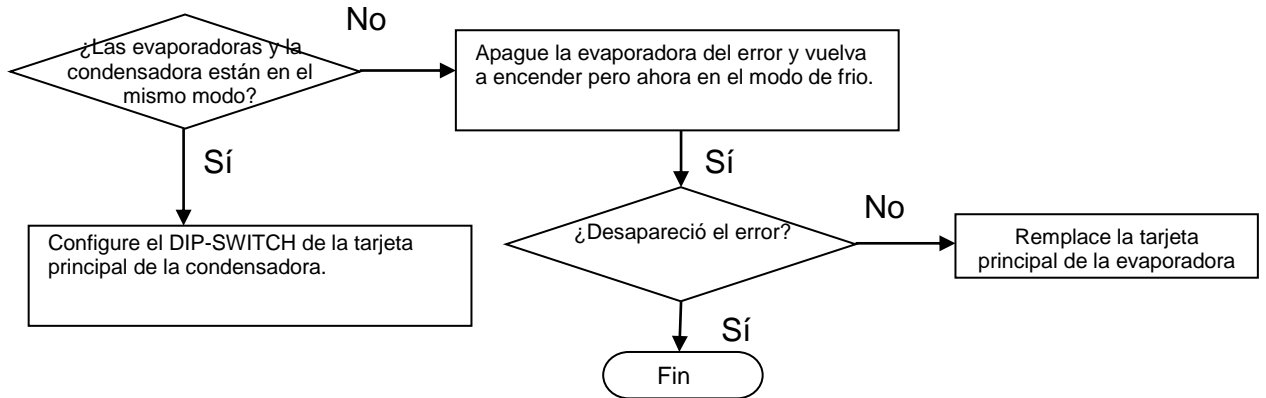 ¿Las evaporadoras y la
condensadora están en el
mismo modo?
No
Apague la evaporadora del error y vuelva
a encender pero ahora en el modo de frio.
Sí
Sí
Configure el DIP-SWITCH de la tarjeta
principal de la condensadora.
¿Desapareció el error?
No
Remplace la tarjeta
principal de la evaporadora
Sí
Fin